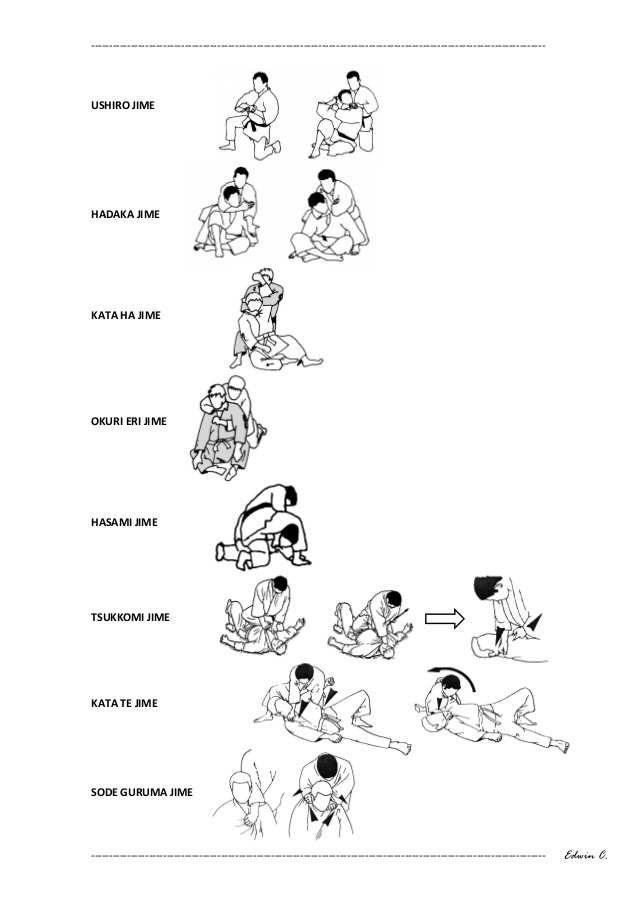 USHIRO JIME
HADAKA JIME
KATA HA JIME
OKURI ERI JIME
HASAMI JIME
TSUKKOMI JIME
KATA TE JIME
SODE GURUMA JIME
Edwin C.